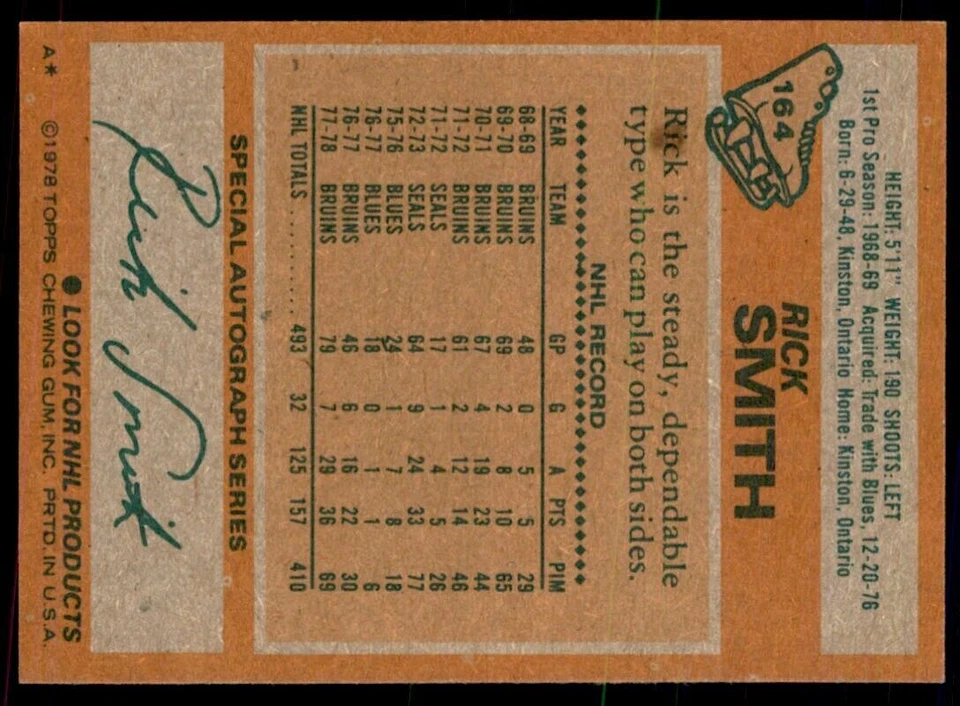 HEIGHT: 5'11" WEIGHT: 190 SHOOTS: LEFT
1st Pro Season: 1968-69 Acquired: Trade with Blues, 12-20-76
Born: 6-29-48, Kinston, Ontario Home: Kinston, Ontario
164
RICK
SMITH
Rick is the steady, dependable
type who can play on both sides.
NHL RECORD
YEAR TEAM GP G A PTS PIM
68-69 BRUINS 48 0 5 5 29
69-70 BRUINS 69 2 8 10 65
70-71 BRUINS 67 4 19 23 44
71-72 BRUINS 61 2 12 14 46
71-72 SEALS 17 1 4 5 26
72-73 SEALS 64 9 24 33 77
75-76 BLUES 24 1 7 8 18
76-77 BLUES 18 0 1 1 6
76-77 BRUINS 46 6 16 22 30
77-78 BRUINS 79 7 29 36 69
NHL TOTALS ......... 493 32 125 157 410
SPECIAL AUTOGRAPH SERIES
Rick Smith
● LOOK FOR NHL PRODUCTS
A* ©1978 TOPPS CHEWING GUM, INC. PRTD. IN U.S.A.